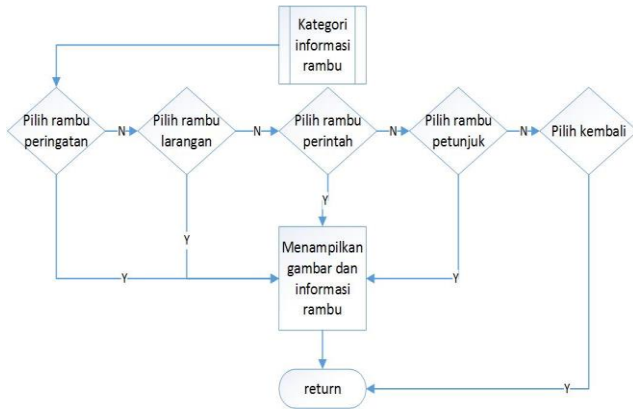 Kategori
informasi
rambu
Pilih rambu
peringatan
N
Pilih rambu
larangan
N
Pilih rambu
perintah
N
Pilih rambu
petunjuk
N
Pilih kembali
Y
Y
Menampilkan
gambar dan
informasi
rambu
Y
Y
return
Y